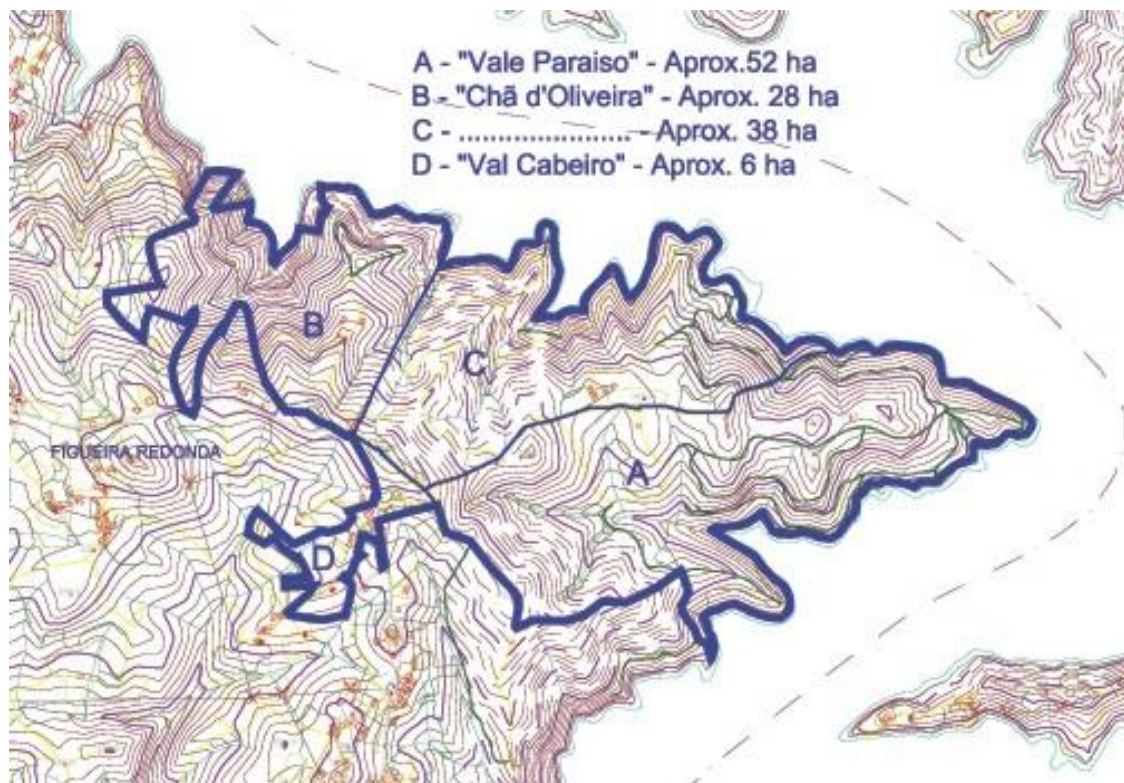 A - "Vale Paraiso" - Aprox.52 ha
B - "Chã d'Oliveira" - Aprox. 28 ha
C - ...................... - Aprox. 38 ha
D - "Val Cabeiro" - Aprox. 6 ha
B
C
A
FIGUEIRA REDONDA
D